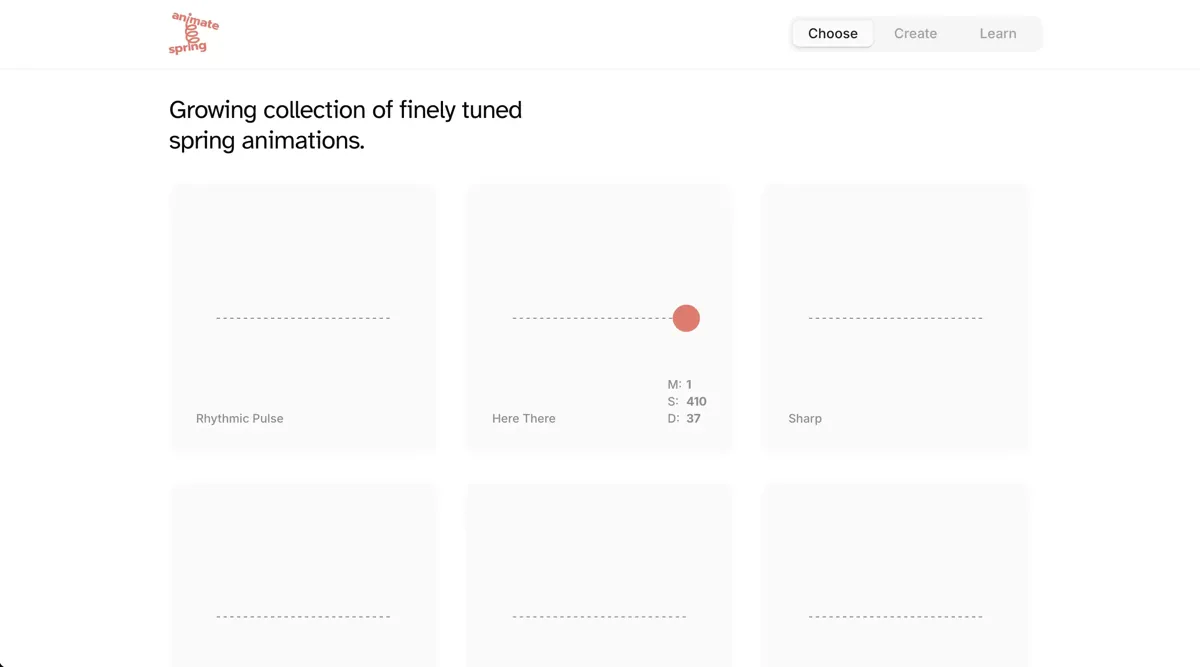 animate
spring
Choose
Create
Learn
Growing collection of finely tuned
spring animations.
Rhythmic Pulse
Here There
M: 1
S: 410
D: 37
Sharp